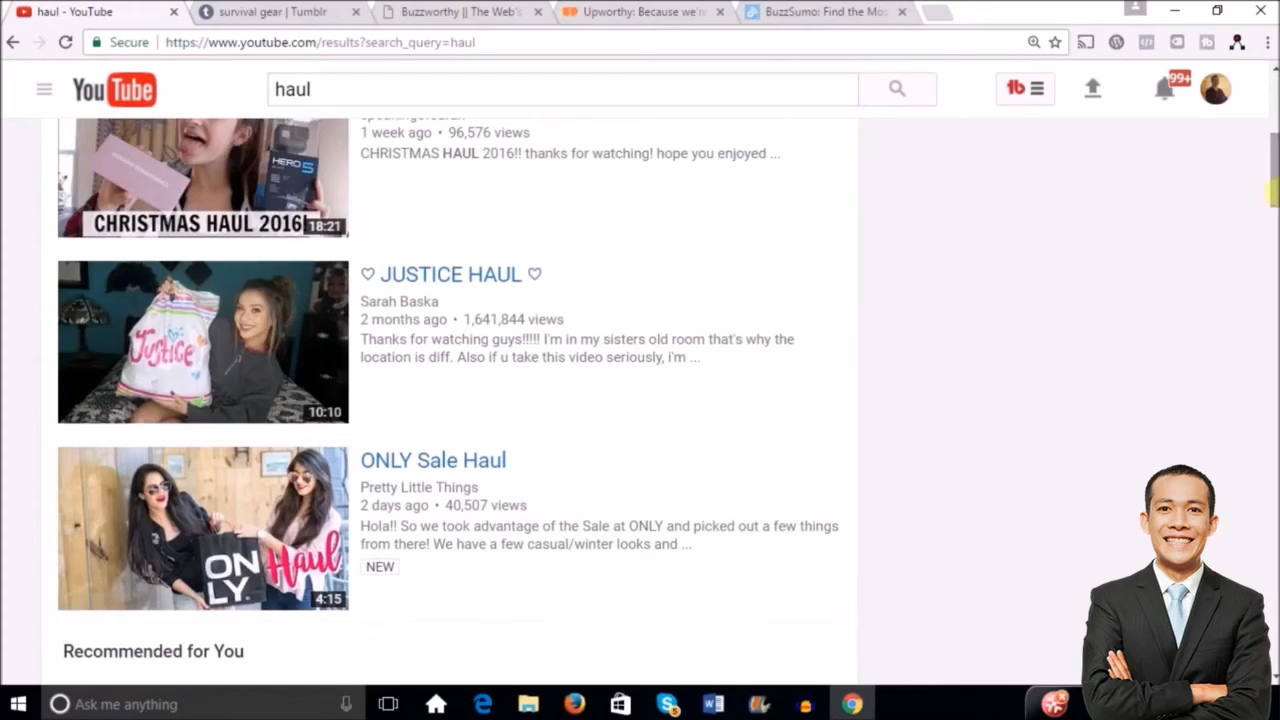 haul - YouTube
survival gear | Tumblr
Buzzworthy || The Web's
Upworthy: Because we're
BuzzSumo: Find the Mos
Secure
https://www.youtube.com/results?search_query=haul
YouTube
haul
99+
1 week ago • 96,576 views
CHRISTMAS HAUL 2016!! thanks for watching! hope you enjoyed ...
HERO5
CHRISTMAS HAUL 2016!
18:21
♡ JUSTICE HAUL ♡
Sarah Baska
2 months ago • 1,641,844 views
Thanks for watching guys!!!!! I'm in my sisters old room that's why the
location is diff. Also if u take this video seriously, i'm ...
Justice
10:10
ONLY Sale Haul
Pretty Little Things
2 days ago • 40,507 views
Hola!! So we took advantage of the Sale at ONLY and picked out a few things
from there! We have a few casual/winter looks and ...
NEW
ON
LY.
Haul
4:15
Recommended for You
Ask me anything